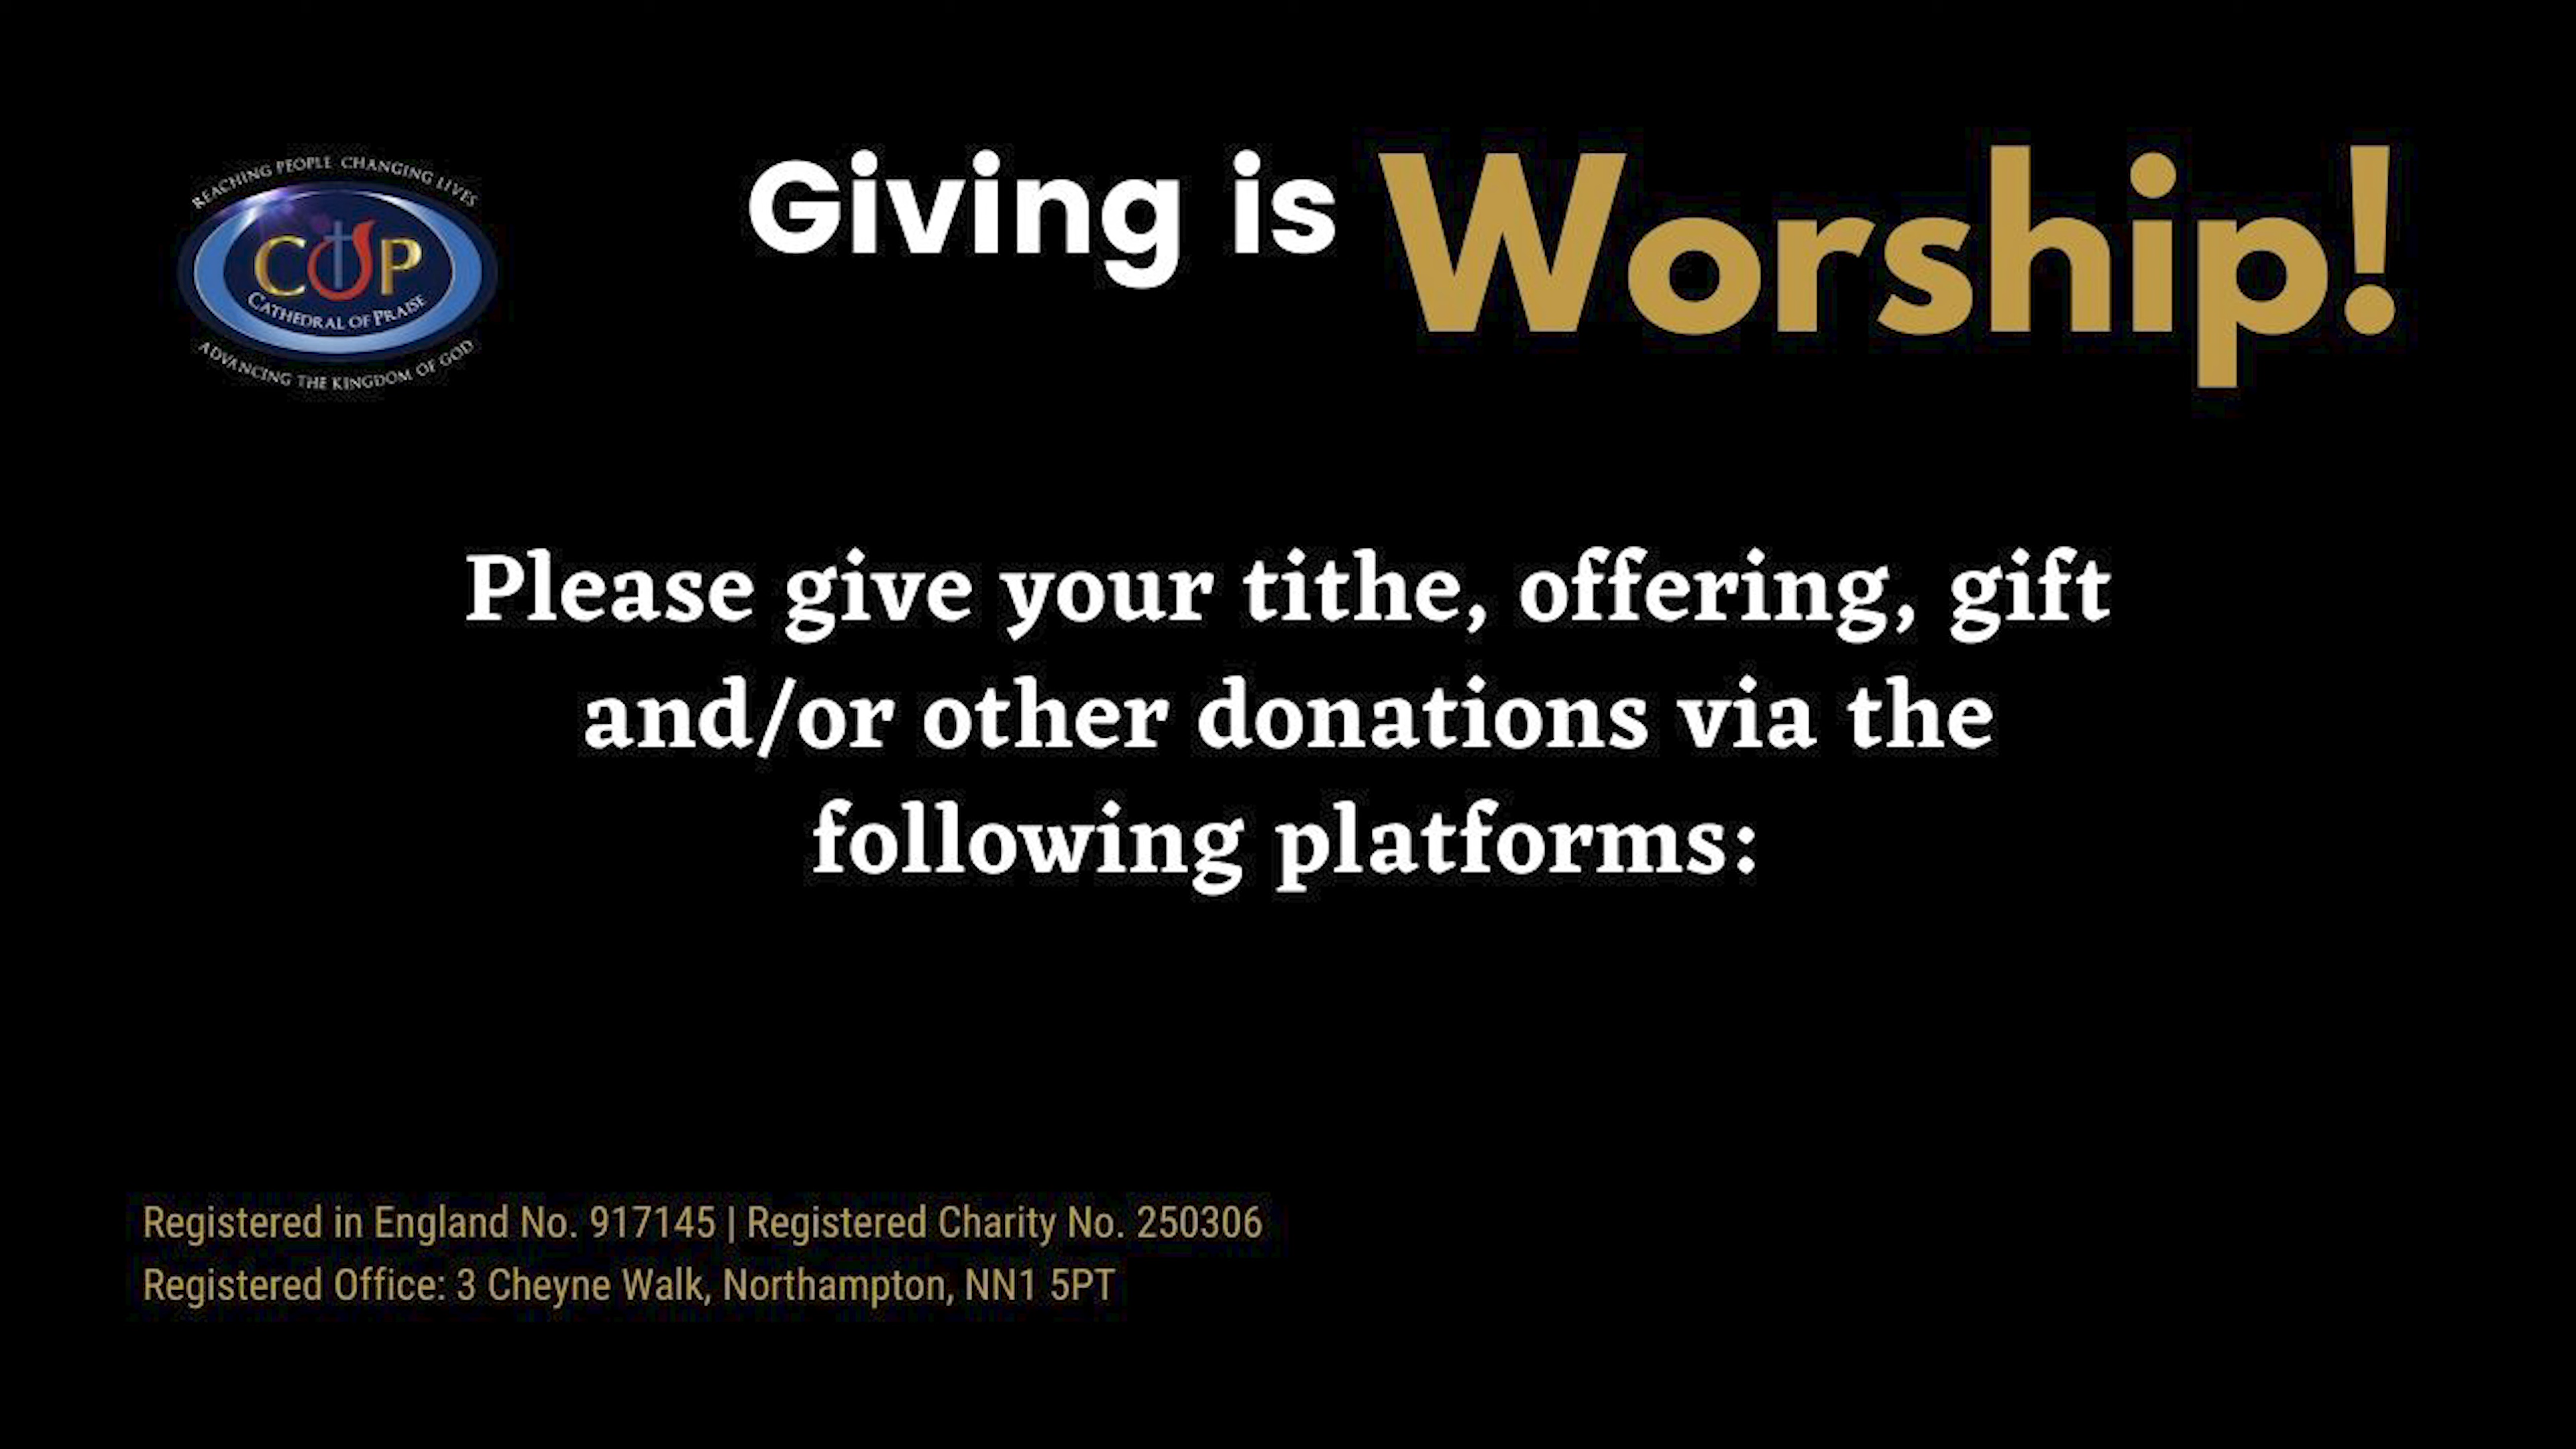 REACHING PEOPLE CHANGING LIVES
COP
CATHEDRAL OF PRAISE
ADVANCING THE KINGDOM OF GOD
Giving is Worship!
Please give your tithe, offering, gift
and/or other donations via the
following platforms:
Registered in England No. 917145 | Registered Charity No. 250306
Registered Office: 3 Cheyne Walk, Northampton, NN1 5PT